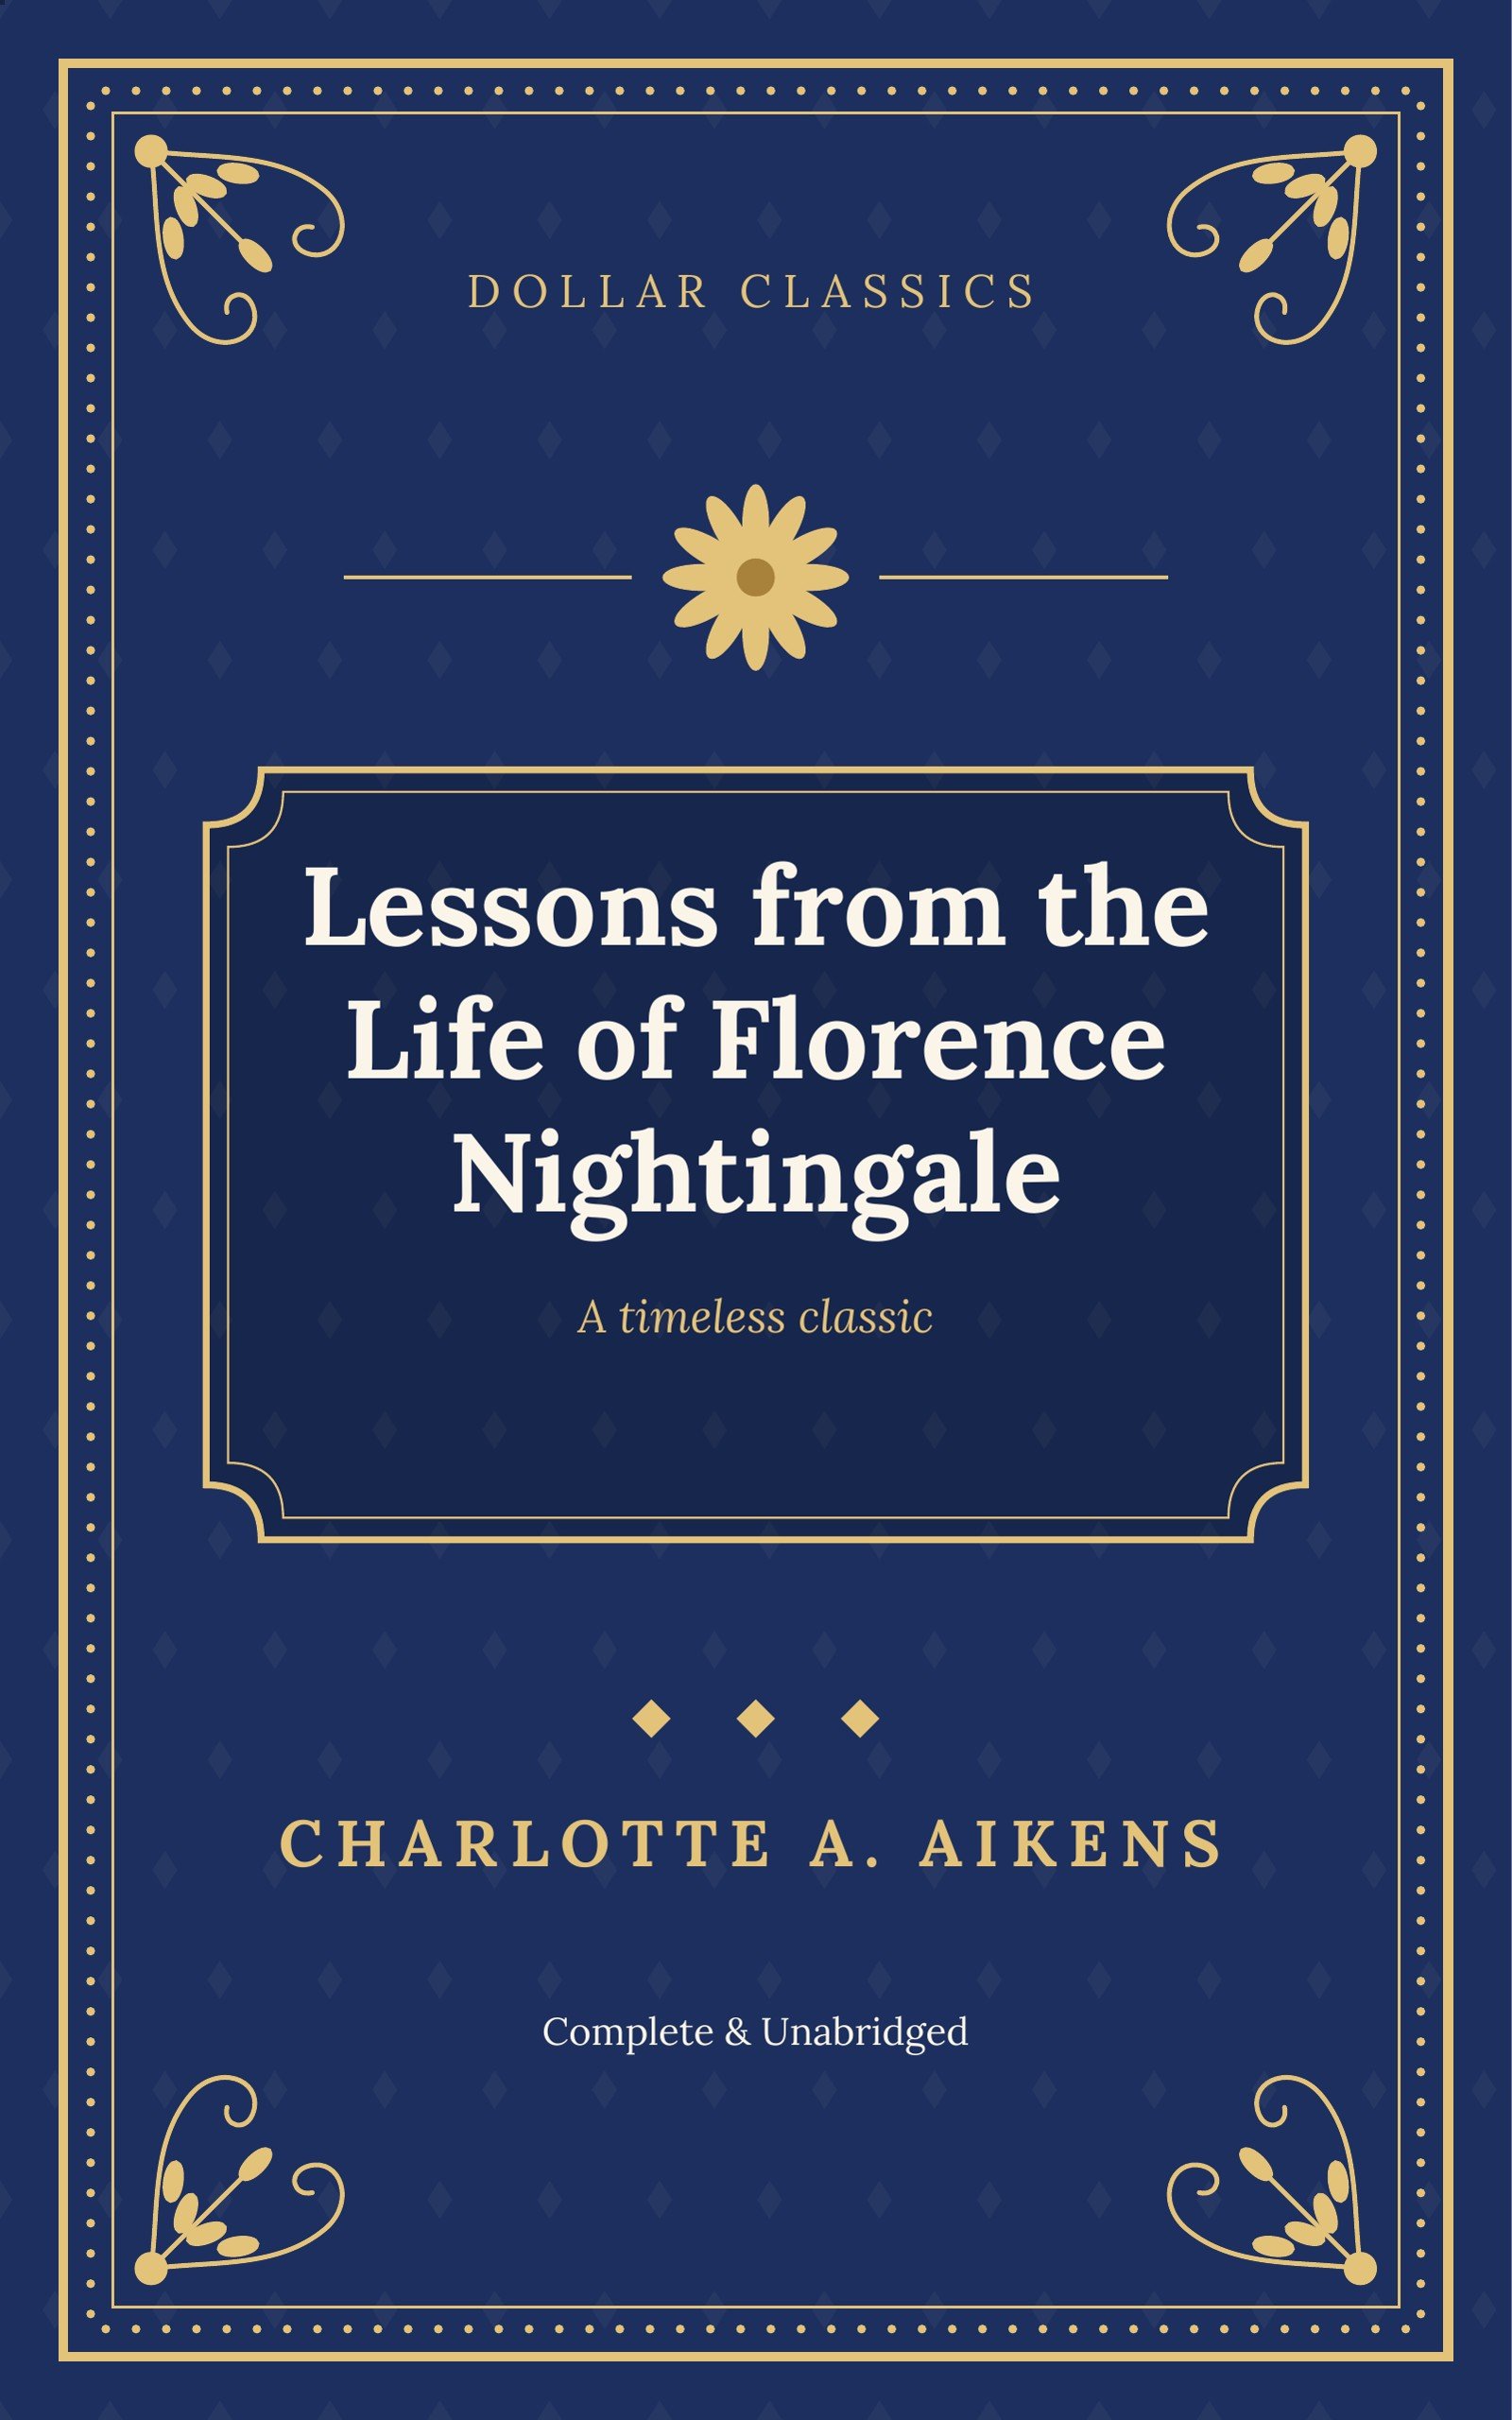 DOLLAR CLASSICS
Lessons from the
Life of Florence
Nightingale
A timeless classic
CHARLOTTE A. AIKENS
Complete & Unabridged